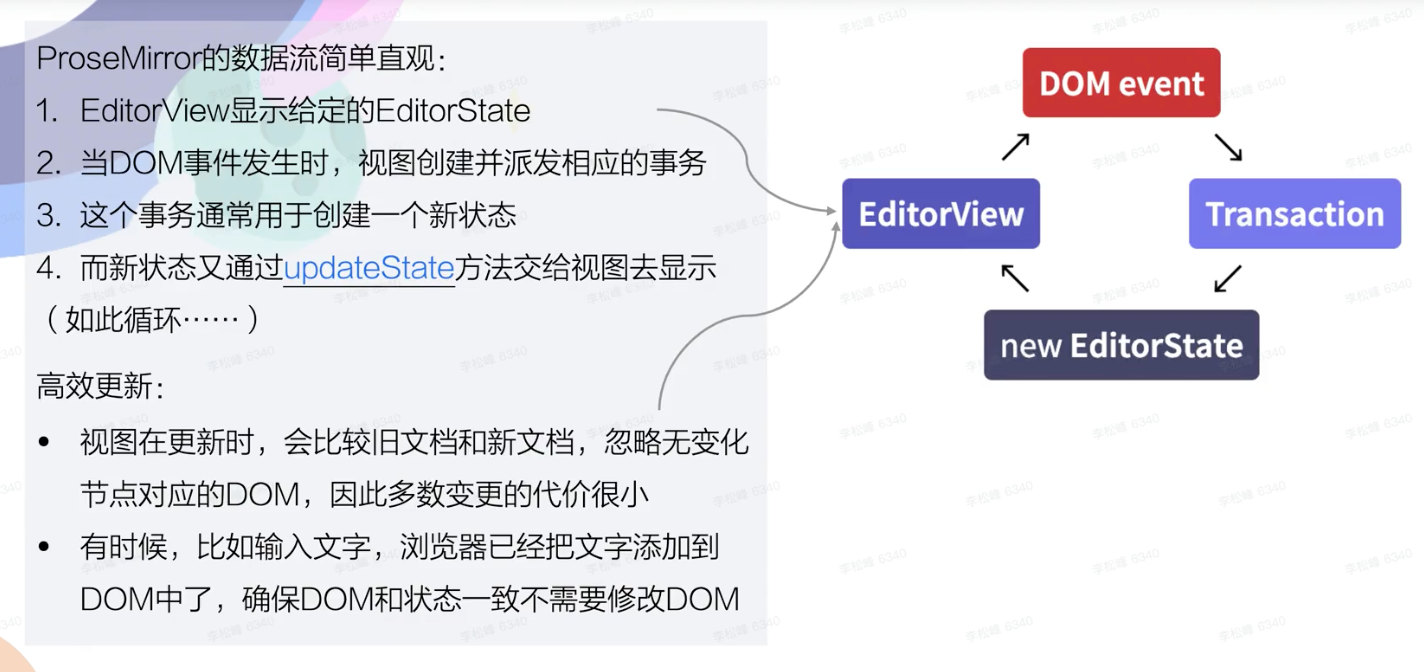 ProseMirror的数据流简单直观：
1. EditorView显示给定的EditorState
2. 当DOM事件发生时，视图创建并派发相应的事务
3. 这个事务通常用于创建一个新状态
4. 而新状态又通过updateState方法交给视图去显示
（如此循环……）
高效更新：
• 视图在更新时，会比较旧文档和新文档，忽略无变化
节点对应的DOM，因此多数变更的代价很小
• 有时候，比如输入文字，浏览器已经把文字添加到
DOM中了，确保DOM和状态一致不需要修改DOM
DOM event
EditorView
Transaction
new EditorState
李松峰 6340